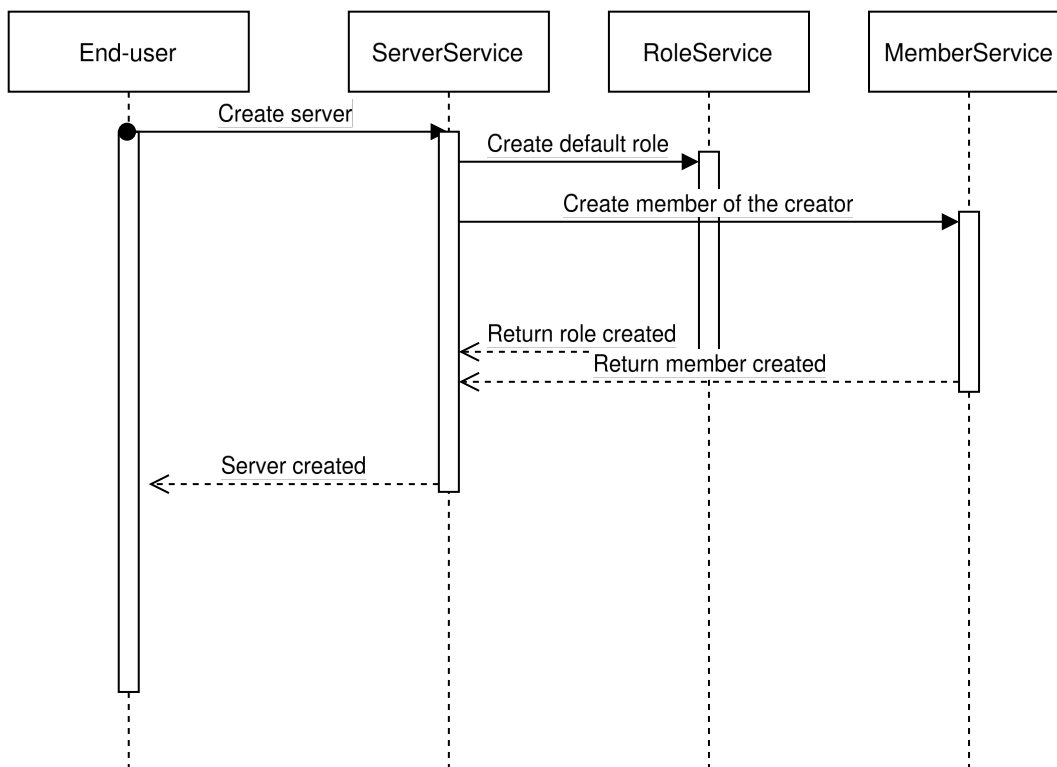 End-user
ServerService
RoleService
MemberService
Create server
Create default role
Create member of the creator
Return role created
Return member created
Server created